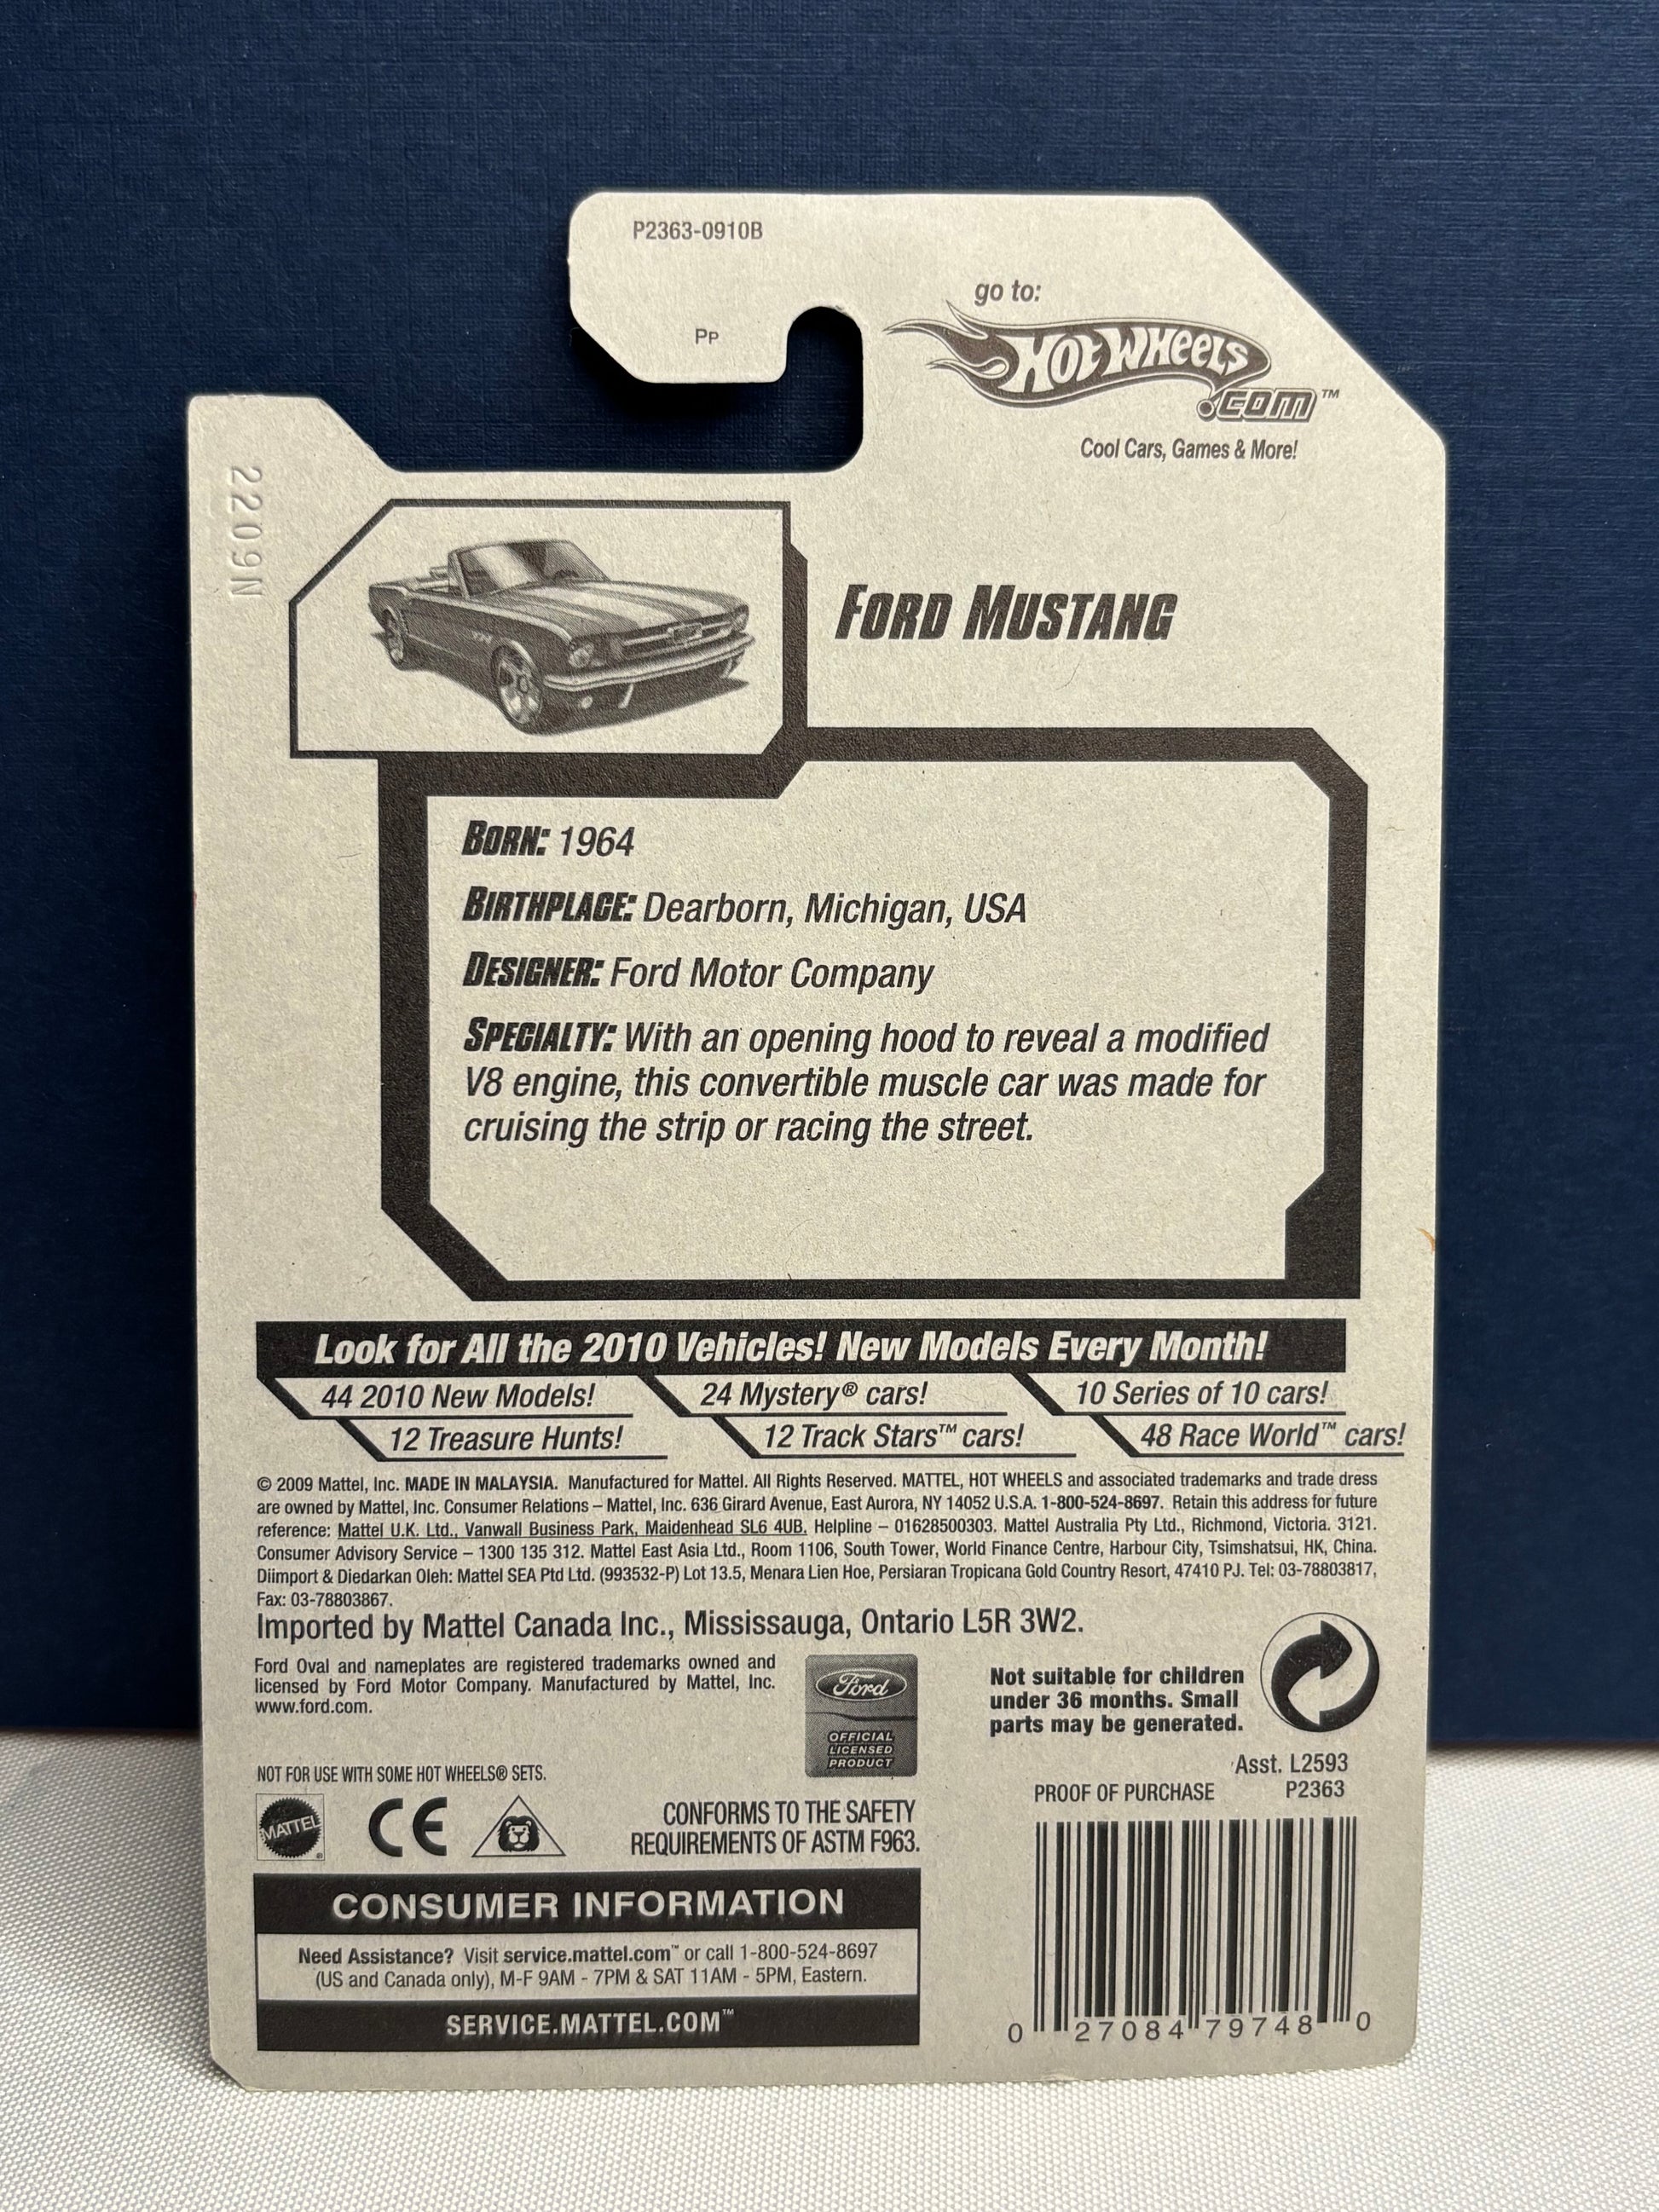 P2363-0910B
PP
go to:
HOT WHEELS
.COM™
Cool Cars, Games & More!
2209N
FORD MUSTANG
BORN: 1964
BIRTHPLACE: Dearborn, Michigan, USA
DESIGNER: Ford Motor Company
SPECIALTY: With an opening hood to reveal a modified
V8 engine, this convertible muscle car was made for
cruising the strip or racing the street.
Look for All the 2010 Vehicles! New Models Every Month!
44 2010 New Models! 24 Mystery® cars! 10 Series of 10 cars!
12 Treasure Hunts! 12 Track Stars™ cars! 48 Race World™ cars!
© 2009 Mattel, Inc. MADE IN MALAYSIA. Manufactured for Mattel. All Rights Reserved. MATTEL, HOT WHEELS and associated trademarks and trade dress
are owned by Mattel, Inc. Consumer Relations – Mattel, Inc. 636 Girard Avenue, East Aurora, NY 14052 U.S.A. 1-800-524-8697. Retain this address for future
reference: Mattel U.K. Ltd., Vanwall Business Park, Maidenhead SL6 4UB. Helpline – 01628500303. Mattel Australia Pty Ltd., Richmond, Victoria. 3121.
Consumer Advisory Service – 1300 135 312. Mattel East Asia Ltd., Room 1106, South Tower, World Finance Centre, Harbour City, Tsimshatsui, HK, China.
Diimport & Diedarkan Oleh: Mattel SEA Ptd Ltd. (993532-P) Lot 13.5, Menara Lien Hoe, Persiaran Tropicana Gold Country Resort, 47410 PJ. Tel: 03-78803817,
Fax: 03-78803867.
Imported by Mattel Canada Inc., Mississauga, Ontario L5R 3W2.
Ford Oval and nameplates are registered trademarks owned and
licensed by Ford Motor Company. Manufactured by Mattel, Inc.
www.ford.com.
Ford
OFFICIAL
LICENSED
PRODUCT
Not suitable for children
under 36 months. Small
parts may be generated.
NOT FOR USE WITH SOME HOT WHEELS® SETS.
MATTEL ®
CE
CONFORMS TO THE SAFETY
REQUIREMENTS OF ASTM F963.
Asst. L2593
PROOF OF PURCHASE P2363
CONSUMER INFORMATION
Need Assistance? Visit service.mattel.com™ or call 1-800-524-8697
(US and Canada only), M-F 9AM - 7PM & SAT 11AM - 5PM, Eastern.
SERVICE.MATTEL.COM™
0 27084 79748 0